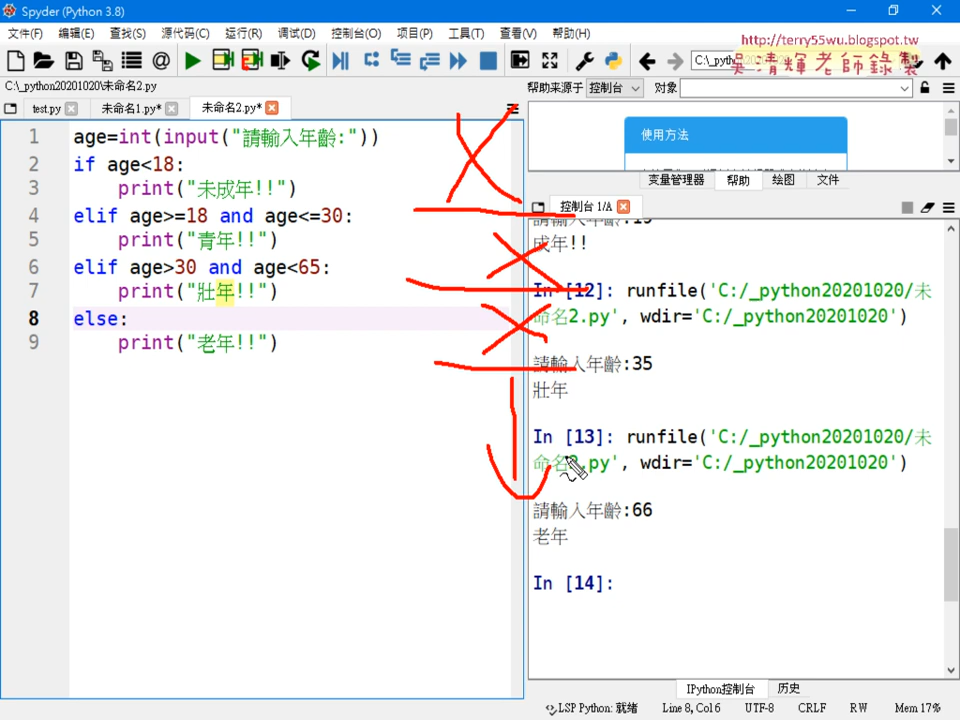 Spyder (Python 3.8)
文件(F) 编辑(E) 查找(S) 源代码(C) 运行(R) 调试(D) 控制台(O) 项目(P) 工具(T) 查看(V) 帮助(H)
http://terry55wu.blogspot.tw
吳清輝老師錄製
C:\_python20201020\未命名2.py
test.py 未命名1.py* 未命名2.py*
1 age=int(input("請輸入年齡:"))
2 if age<18:
3 print("未成年!!")
4 elif age>=18 and age<=30:
5 print("青年!!")
6 elif age>30 and age<65:
7 print("壯年!!")
8 else:
9 print("老年!!")
帮助来源于 控制台 对象
使用方法
变量管理器 帮助 绘图 文件
控制台 1/A
成年!!
In [12]: runfile('C:/_python20201020/未
命名2.py', wdir='C:/_python20201020')
請輸入年齡:35
壯年
In [13]: runfile('C:/_python20201020/未
命名2.py', wdir='C:/_python20201020')
請輸入年齡:66
老年
In [14]:
IPython控制台 历史
LSP Python: 就绪 Line 8, Col 6 UTF-8 CRLF RW Mem 17%